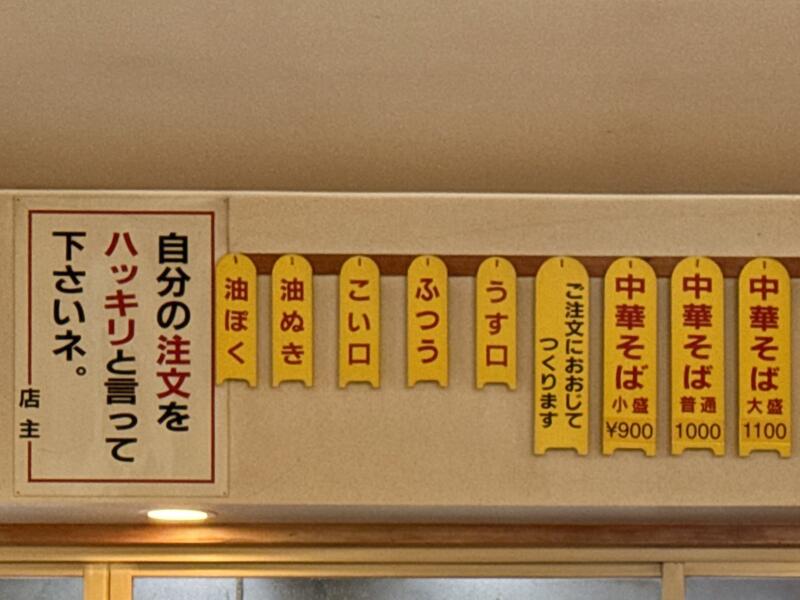 中華そば
大盛
1100
中華そば
普通
1000
中華そば
小盛
¥900
ご注文におおじて
つくります
うす口
ふつう
こい口
油ぬき
油ぽく
自分の注文を
ハッキリと言って
下さいネ。
店主